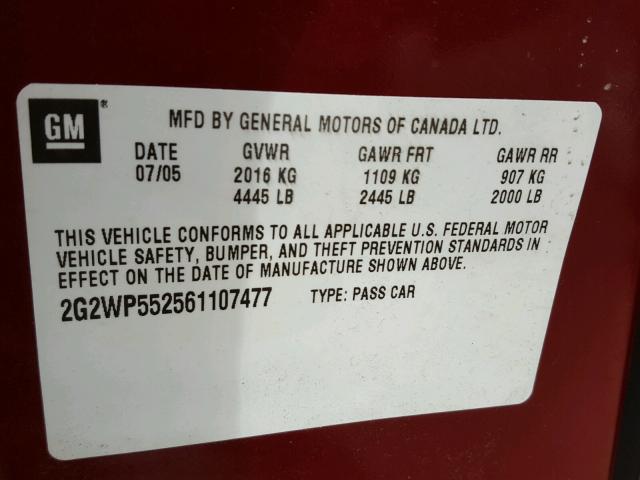 GM®
MFD BY GENERAL MOTORS OF CANADA LTD.
DATE GVWR GAWR FRT GAWR RR
07/05 2016 KG 1109 KG 907 KG
4445 LB 2445 LB 2000 LB
THIS VEHICLE CONFORMS TO ALL APPLICABLE U.S. FEDERAL MOTOR
VEHICLE SAFETY, BUMPER, AND THEFT PREVENTION STANDARDS IN
EFFECT ON THE DATE OF MANUFACTURE SHOWN ABOVE.
2G2WP552561107477 TYPE: PASS CAR